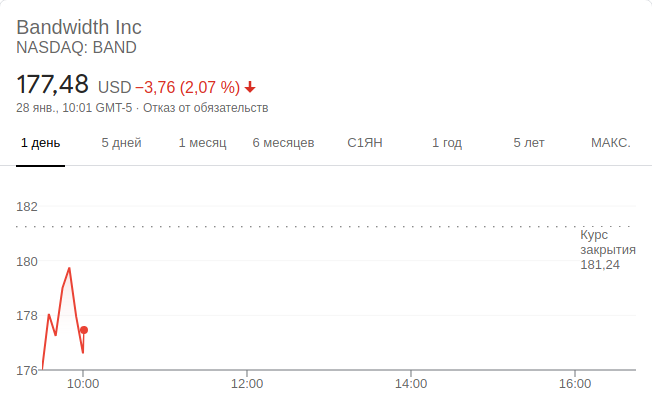 Bandwidth Inc
NASDAQ: BAND
177,48 USD −3,76 (2,07 %)
28 янв., 10:01 GMT-5 · Отказ от обязательств
1 день 5 дней 1 месяц 6 месяцев С1ЯН 1 год 5 лет МАКС.
182
Курс
закрытия
181,24
180
178
176
10:00 12:00 14:00 16:00